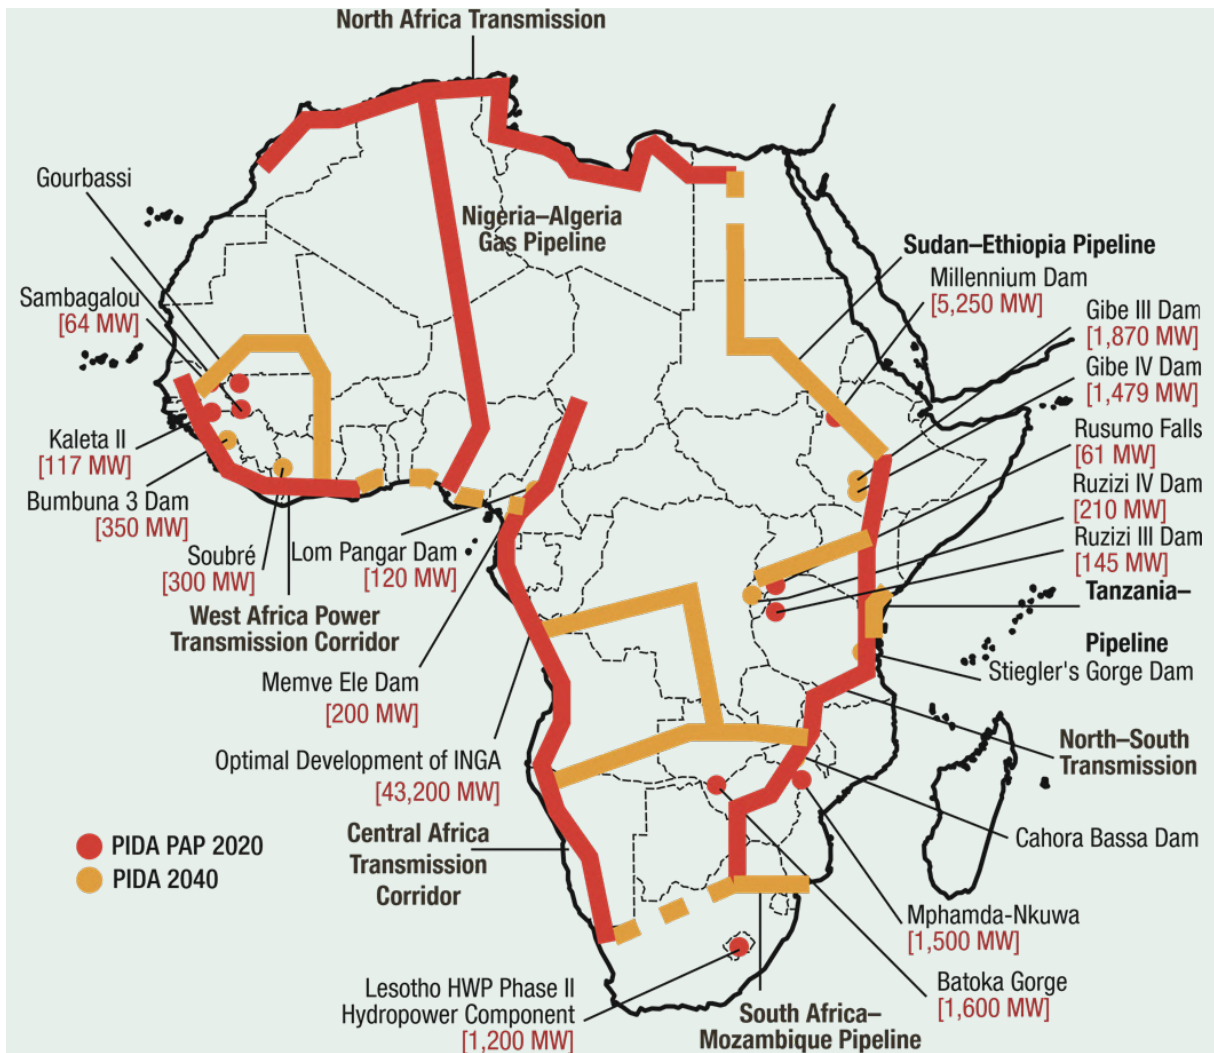 North Africa Transmission
Gourbassi
Nigeria–Algeria
Gas Pipeline
Sudan–Ethiopia Pipeline
Millennium Dam
[5,250 MW]
Sambagalou
[64 MW]
Gibe III Dam
[1,870 MW]
Gibe IV Dam
[1,479 MW]
Rusumo Falls
[61 MW]
Kaleta II
[117 MW]
Ruzizi IV Dam
[210 MW]
Bumbuna 3 Dam
[350 MW]
Ruzizi III Dam
[145 MW]
Soubré
[300 MW]
Lom Pangar Dam
[120 MW]
Tanzania–
Pipeline
West Africa Power
Transmission Corridor
Stiegler's Gorge Dam
Memve Ele Dam
[200 MW]
North–South
Transmission
Optimal Development of INGA
[43,200 MW]
Central Africa
Transmission
Corridor
Cahora Bassa Dam
PIDA PAP 2020
PIDA 2040
Mphamda-Nkuwa
[1,500 MW]
Batoka Gorge
[1,600 MW]
Lesotho HWP Phase II
Hydropower Component
[1,200 MW]
South Africa–
Mozambique Pipeline